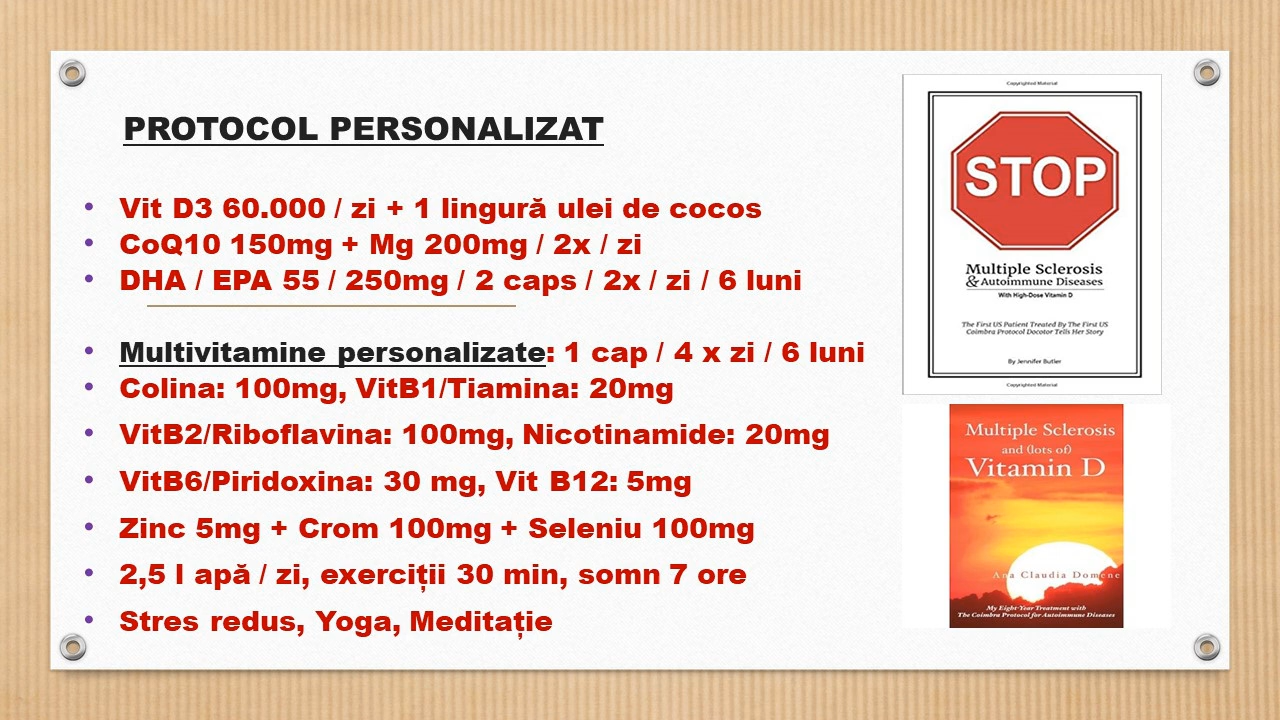 PROTOCOL PERSONALIZAT
• Vit D3 60.000 / zi + 1 lingură ulei de cocos
• CoQ10 150mg + Mg 200mg / 2x / zi
• DHA / EPA 55 / 250mg / 2 caps / 2x / zi / 6 luni
• Multivitamine personalizate: 1 cap / 4 x zi / 6 luni
• Colina: 100mg, VitB1/Tiamina: 20mg
• VitB2/Riboflavina: 100mg, Nicotinamide: 20mg
• VitB6/Piridoxina: 30 mg, Vit B12: 5mg
• Zinc 5mg + Crom 100mg + Seleniu 100mg
• 2,5 l apă / zi, exerciții 30 min, somn 7 ore
• Stres redus, Yoga, Meditație
Copyrighted Material
STOP
Multiple Sclerosis
& Autoimmune Diseases
With High-Dose Vitamin D
The First US Patient Treated By The First US
Coimbra Protocol Docotor Tells Her Story
By Jennifer Butler
Copyrighted Material
Multiple Sclerosis
and (lots of)
Vitamin D
Ana Claudia Domene
My Eight-Year Treatment with
The Coimbra Protocol for Autoimmune Diseases